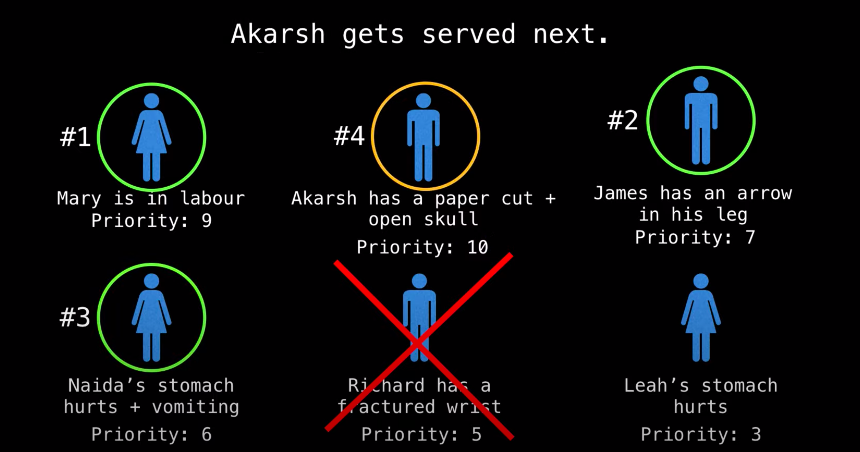 Akarsh gets served next.
#1
Mary is in labour
Priority: 9
#4
Akarsh has a paper cut +
open skull
Priority: 10
#2
James has an arrow
in his leg
Priority: 7
#3
Naida’s stomach
hurts + vomiting
Priority: 6
Richard has a
fractured wrist
Priority: 5
Leah’s stomach
hurts
Priority: 3